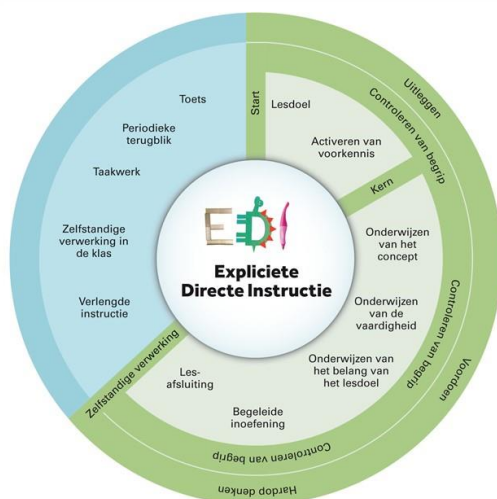 Start
Lesdoel
Activeren van
voorkennis
Kern
Onderwijzen
van het
concept
Onderwijzen
van de
vaardigheid
Onderwijzen van
het belang van
het lesdoel
Begeleide
inoefening
Les-
afsluiting
Zelfstandige verwerking
Verlengde
instructie
Zelfstandige
verwerking in
de klas
Taakwerk
Periodieke
terugblik
Toets
EDI
Expliciete
Directe Instructie
Controleren van begrip
Controleren van begrip
Controleren van begrip
Uitleggen
Voordoen
Hardop denken